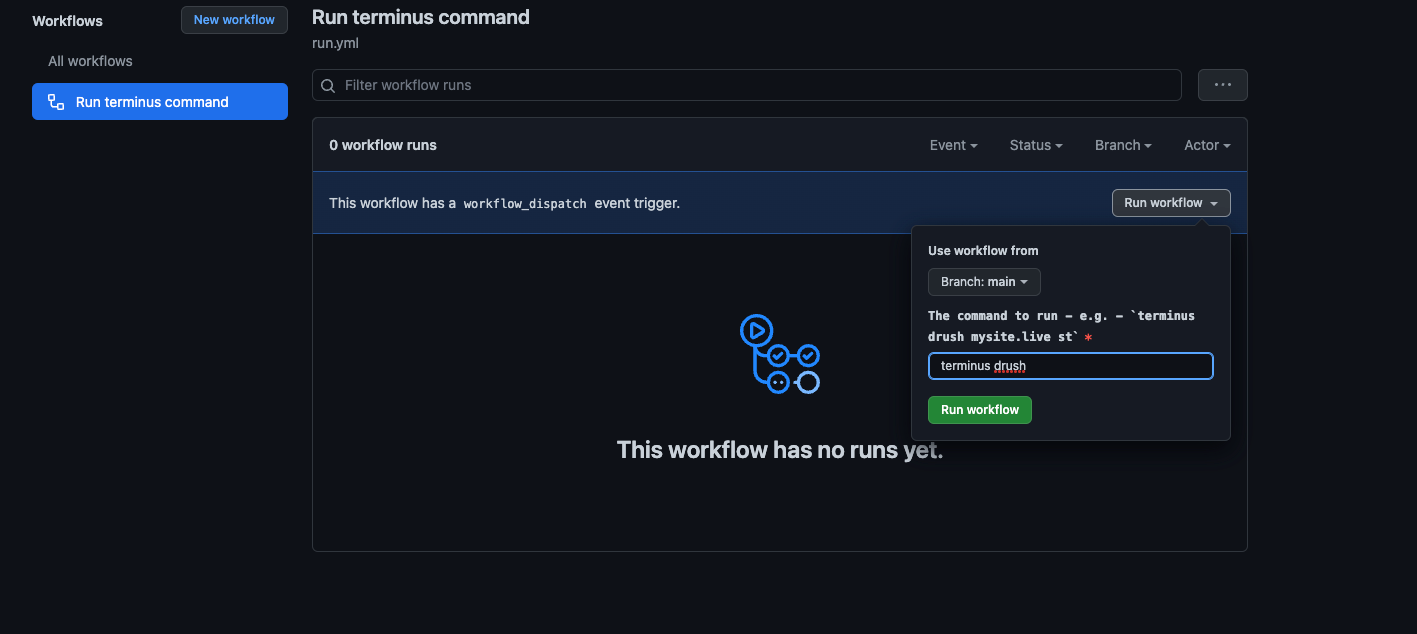 Workflows
New workflow
All workflows
Run terminus command
Run terminus command
run.yml
Filter workflow runs
0 workflow runs
Event
Status
Branch
Actor
This workflow has a workflow_dispatch event trigger.
Run workflow
Use workflow from
Branch: main
The command to run – e.g. – `terminus
drush mysite.live st` *
terminus drush
Run workflow
This workflow has no runs yet.